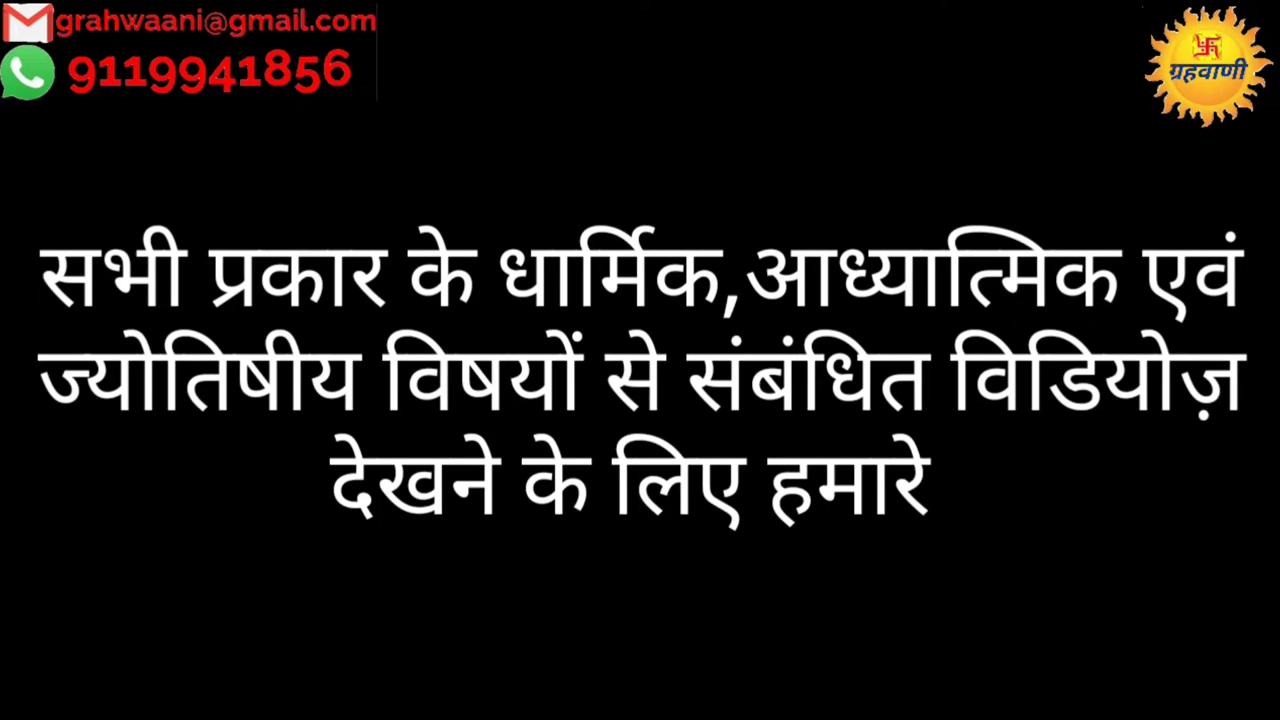 grahwaani@gmail.com
9119941856
ग्रहवाणी
सभी प्रकार के धार्मिक,आध्यात्मिक एवं
ज्योतिषीय विषयों से संबंधित विडियोज़
देखने के लिए हमारे